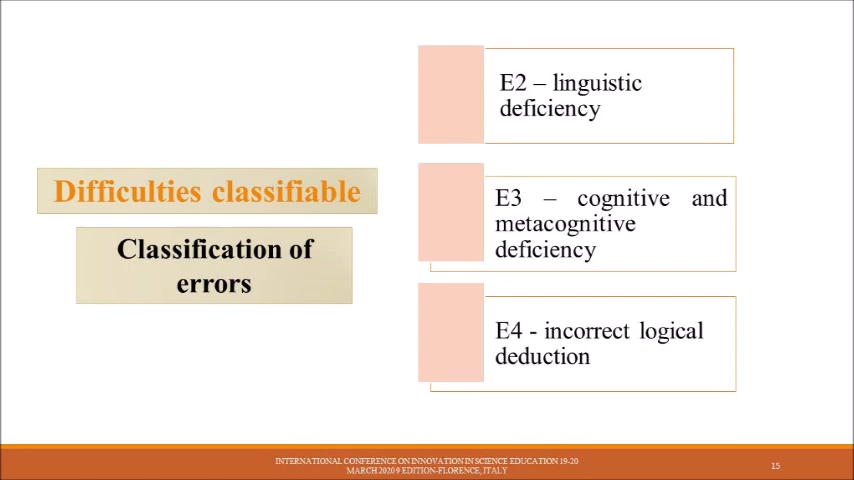 Difficulties classifiable
Classification of
errors
E2 – linguistic
deficiency
E3 – cognitive and
metacognitive
deficiency
E4 - incorrect logical
deduction
INTERNATIONAL CONFERENCE ON INNOVATION IN SCIENCE EDUCATION 19-20
MARCH 2020 9 EDITION-FLORENCE, ITALY
15